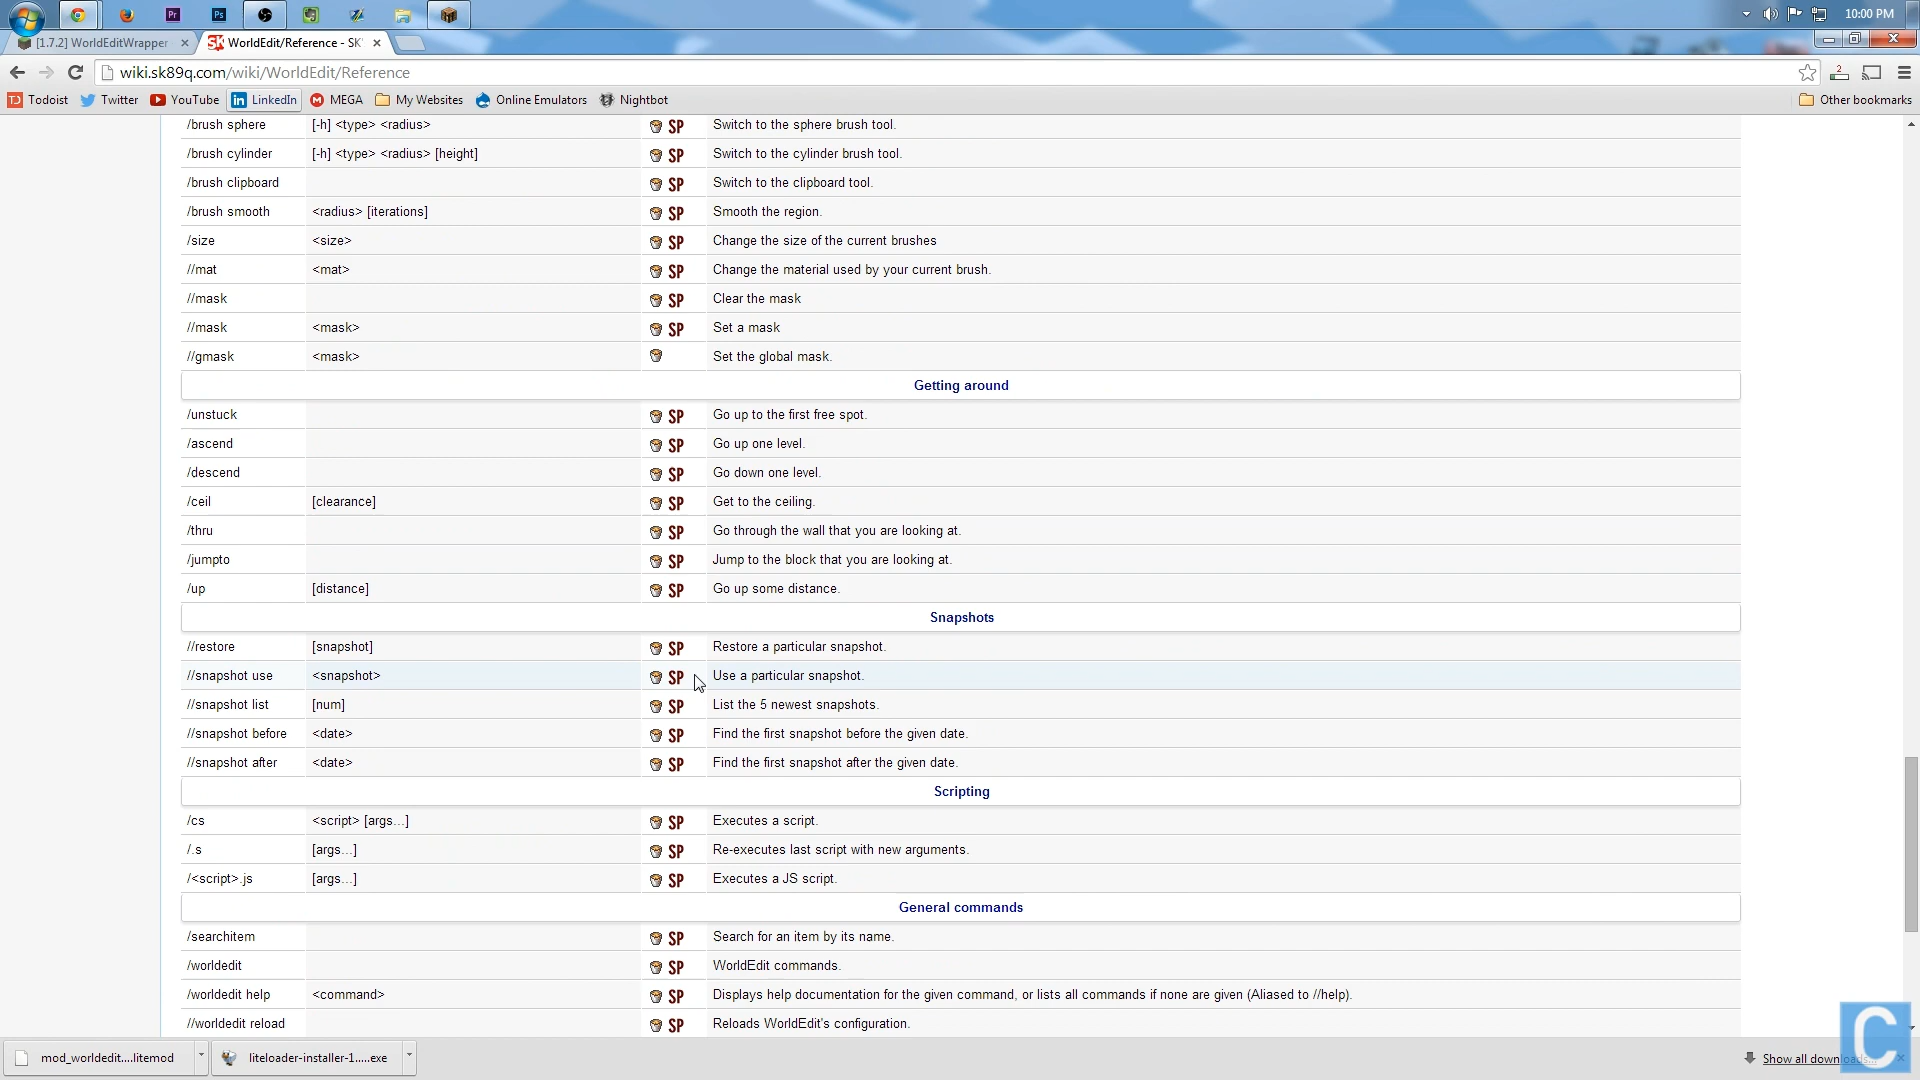 10:00 PM
[1.7.2] WorldEditWrapper
WorldEdit/Reference - SK
wiki.sk89q.com/wiki/WorldEdit/Reference
2
Todoist Twitter YouTube LinkedIn MEGA My Websites Online Emulators Nightbot Other bookmarks
/brush sphere [-h] <type> <radius> SP Switch to the sphere brush tool.
/brush cylinder [-h] <type> <radius> [height] SP Switch to the cylinder brush tool.
/brush clipboard SP Switch to the clipboard tool.
/brush smooth <radius> [iterations] SP Smooth the region.
/size <size> SP Change the size of the current brushes
//mat <mat> SP Change the material used by your current brush.
//mask SP Clear the mask
//mask <mask> SP Set a mask
//gmask <mask> Set the global mask.
Getting around
/unstuck SP Go up to the first free spot.
/ascend SP Go up one level.
/descend SP Go down one level.
/ceil [clearance] SP Get to the ceiling.
/thru SP Go through the wall that you are looking at.
/jumpto SP Jump to the block that you are looking at.
/up [distance] SP Go up some distance.
Snapshots
//restore [snapshot] SP Restore a particular snapshot.
//snapshot use <snapshot> SP Use a particular snapshot.
//snapshot list [num] SP List the 5 newest snapshots.
//snapshot before <date> SP Find the first snapshot before the given date.
//snapshot after <date> SP Find the first snapshot after the given date.
Scripting
/cs <script> [args...] SP Executes a script.
/.s [args...] SP Re-executes last script with new arguments.
/<script>.js [args...] SP Executes a JS script.
General commands
/searchitem SP Search for an item by its name.
/worldedit SP WorldEdit commands.
/worldedit help <command> SP Displays help documentation for the given command, or lists all commands if none are given (Aliased to //help).
//worldedit reload SP Reloads WorldEdit's configuration.
mod_worldedit....litemod liteloader-installer-1.....exe Show all downloads...
C